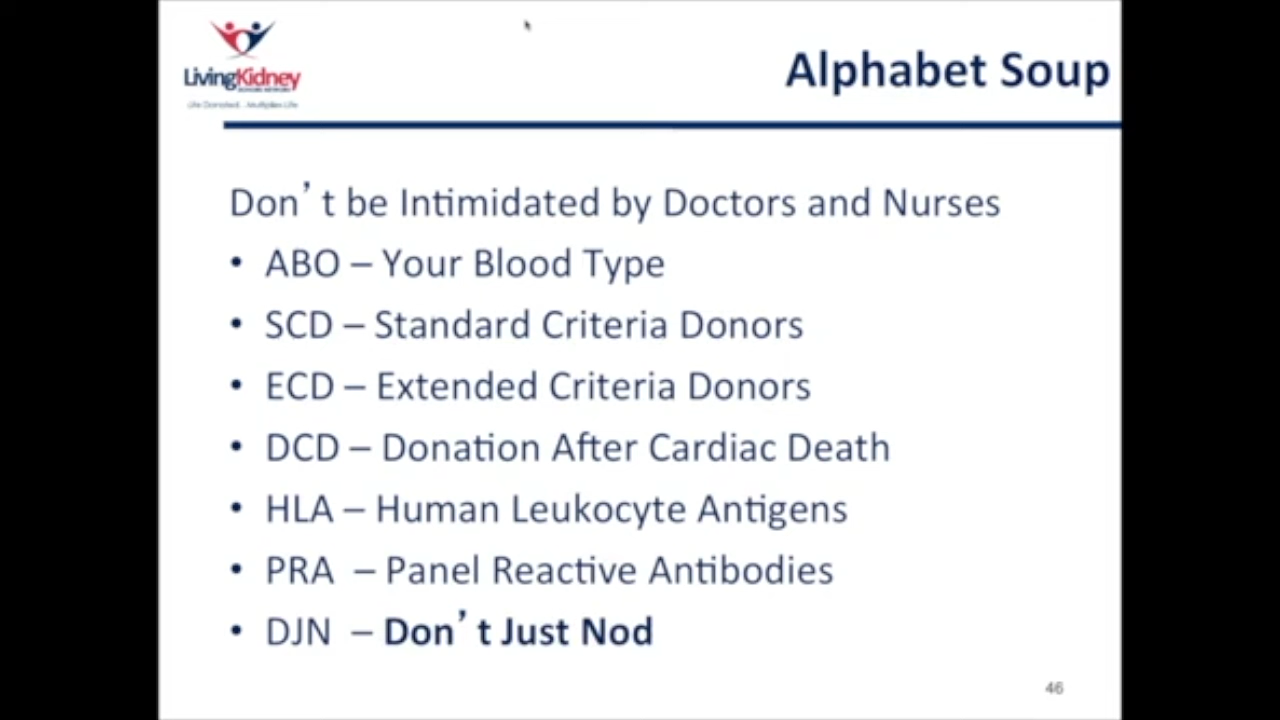 LivingKidney
Alphabet Soup
Don't be Intimidated by Doctors and Nurses
• ABO – Your Blood Type
• SCD – Standard Criteria Donors
• ECD – Extended Criteria Donors
• DCD – Donation After Cardiac Death
• HLA – Human Leukocyte Antigens
• PRA – Panel Reactive Antibodies
• DJN – Don't Just Nod
46